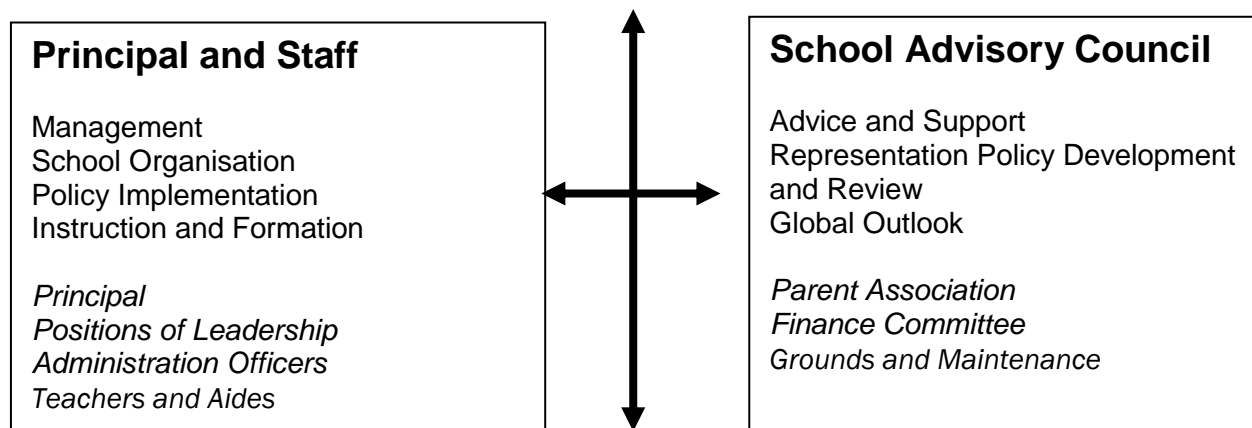 Principal and Staff
Management
School Organisation
Policy Implementation
Instruction and Formation
Principal
Positions of Leadership
Administration Officers
Teachers and Aides
School Advisory Council
Advice and Support
Representation Policy Development
and Review
Global Outlook
Parent Association
Finance Committee
Grounds and Maintenance